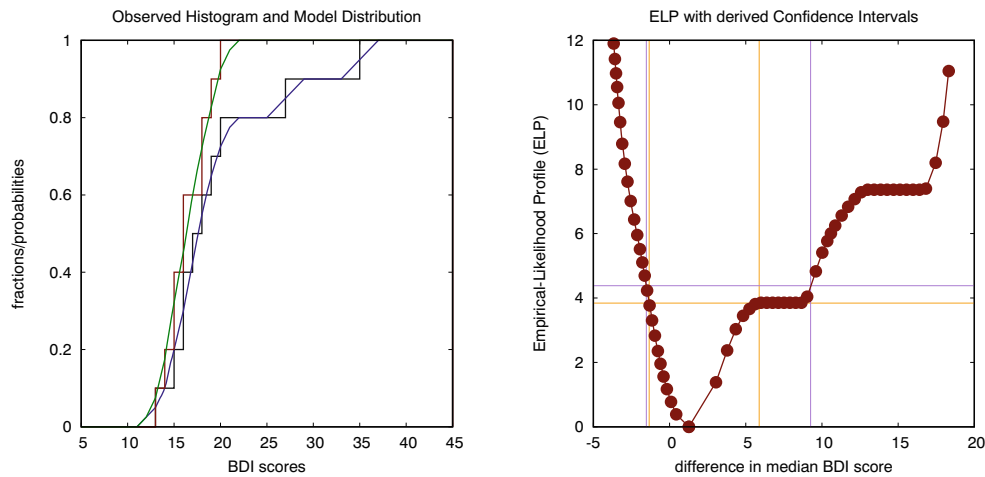 Observed Histogram and Model Distribution
fractions/probabilities
1
0.8
0.6
0.4
0.2
0
5 10 15 20 25 30 35 40 45
BDI scores
ELP with derived Confidence Intervals
Empirical-Likelihood Profile (ELP)
12
10
8
6
4
2
0
-5 0 5 10 15 20
difference in median BDI score